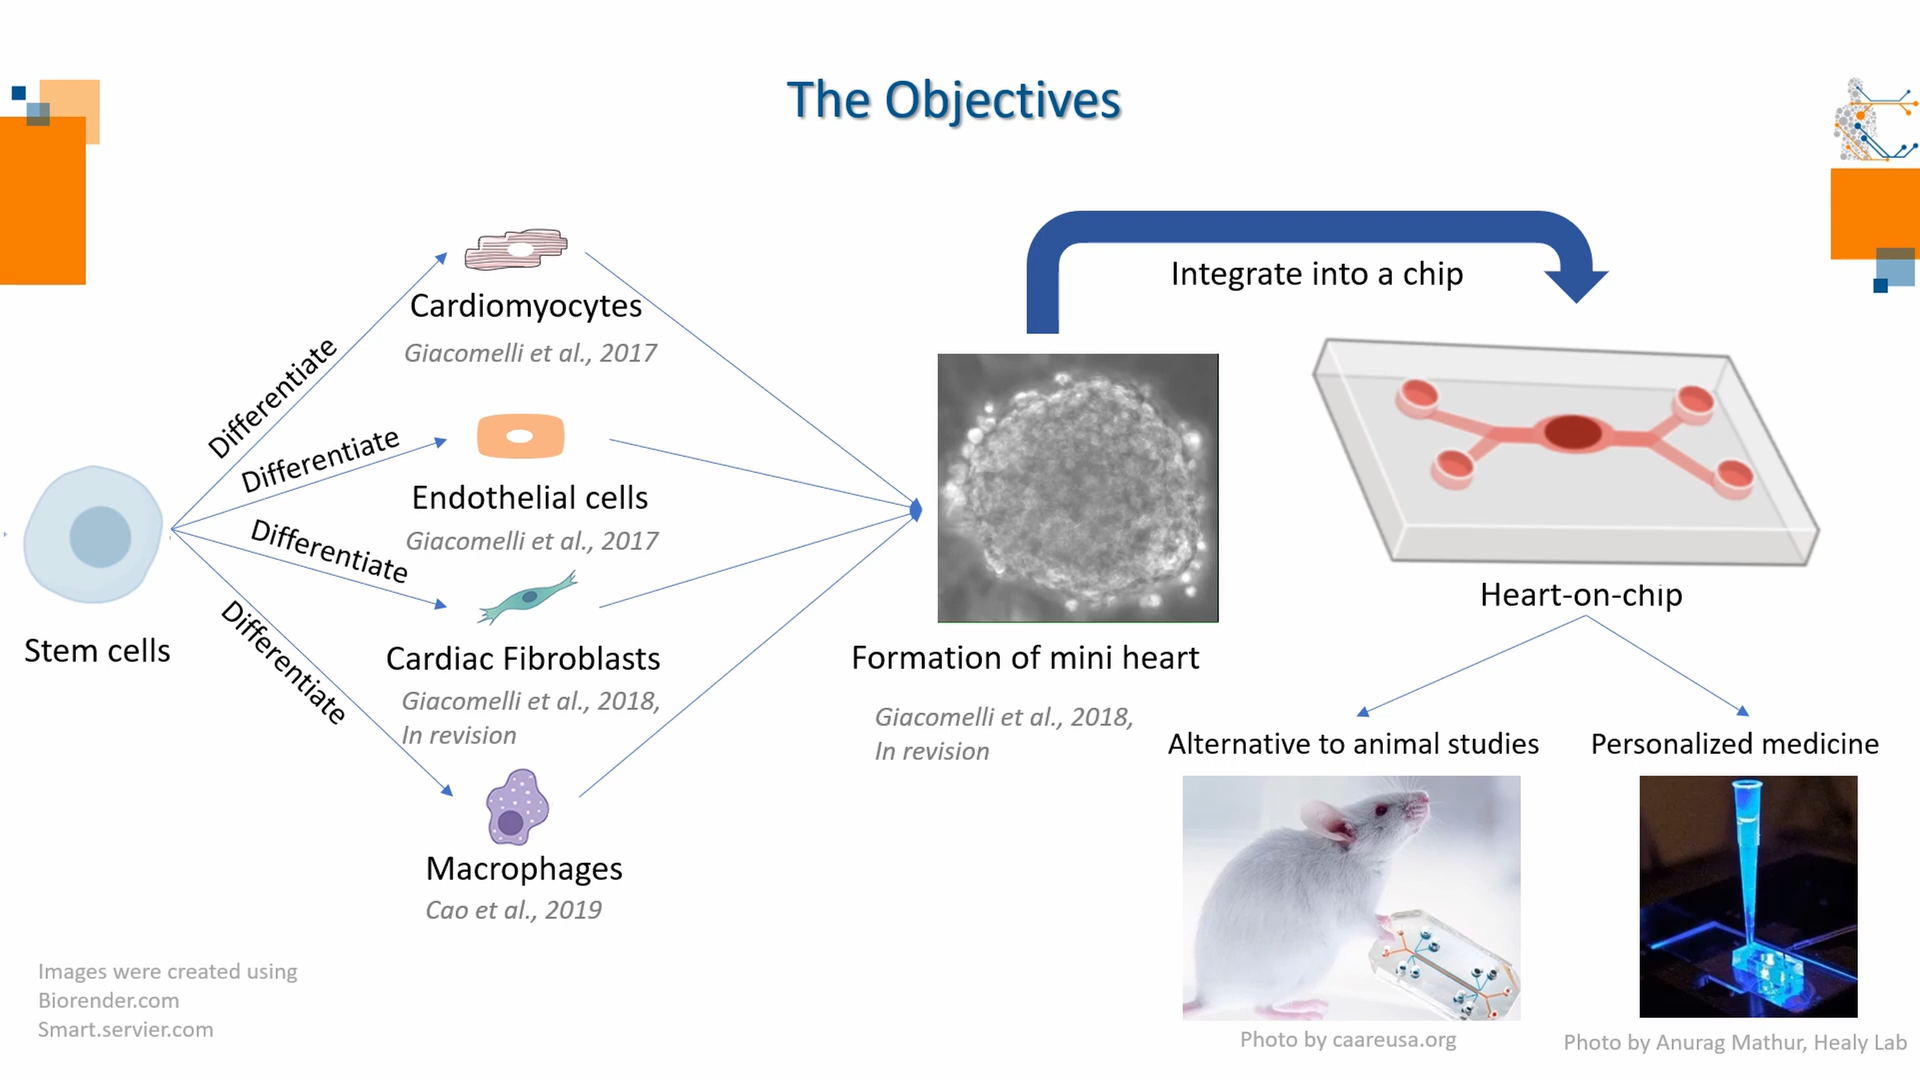 The Objectives
Differentiate
Differentiate
Differentiate
Differentiate
Stem cells
Cardiomyocytes
Giacomelli et al., 2017
Endothelial cells
Giacomelli et al., 2017
Cardiac Fibroblasts
Giacomelli et al., 2018,
In revision
Macrophages
Cao et al., 2019
Formation of mini heart
Giacomelli et al., 2018,
In revision
Integrate into a chip
Heart-on-chip
Alternative to animal studies
Personalized medicine
Photo by caareusa.org
Photo by Anurag Mathur, Healy Lab
Images were created using
Biorender.com
Smart.servier.com